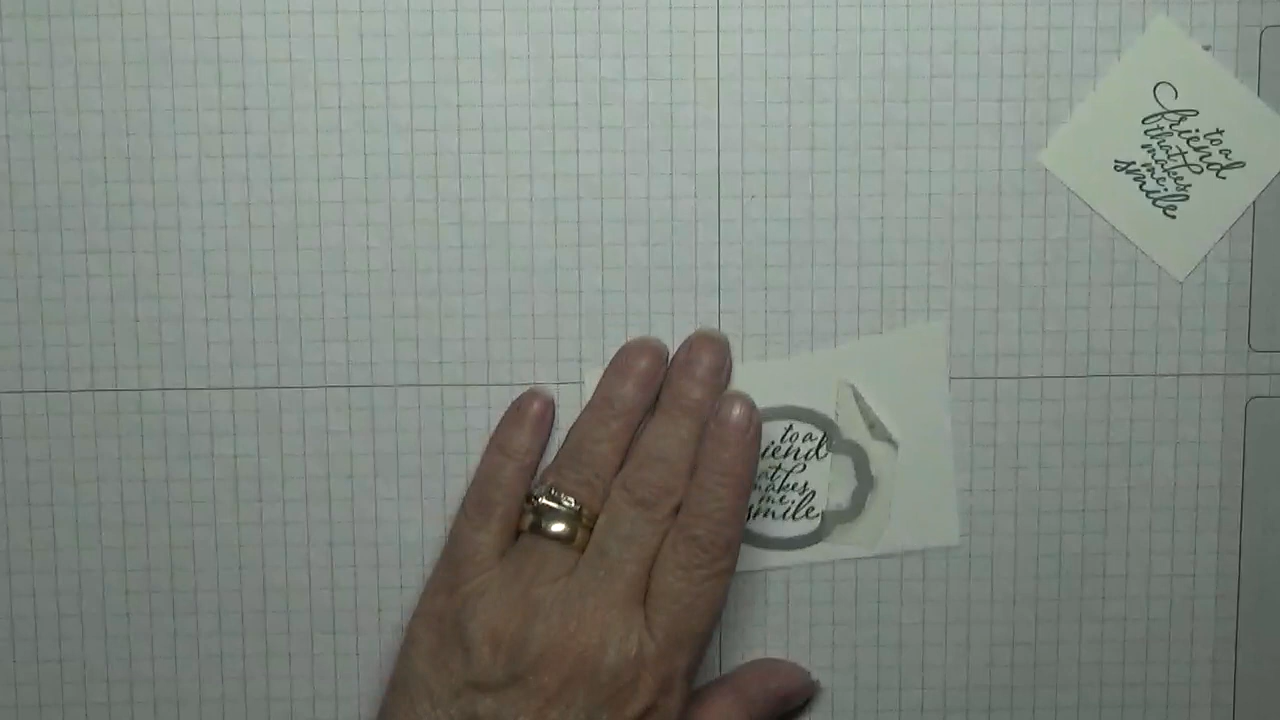 to a
friend
that
makes
me
smile
to a
iend
at
makes
me
smile